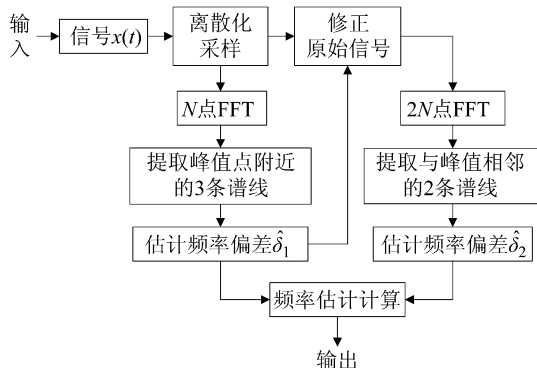 输
入
信号x(t)
离散化
采样
修正
原始信号
N点FFT
2N点FFT
提取峰值点附近
的3条谱线
提取与峰值相邻
的2条谱线
估计频率偏差δ̂₁
估计频率偏差δ̂₂
频率估计计算
输出